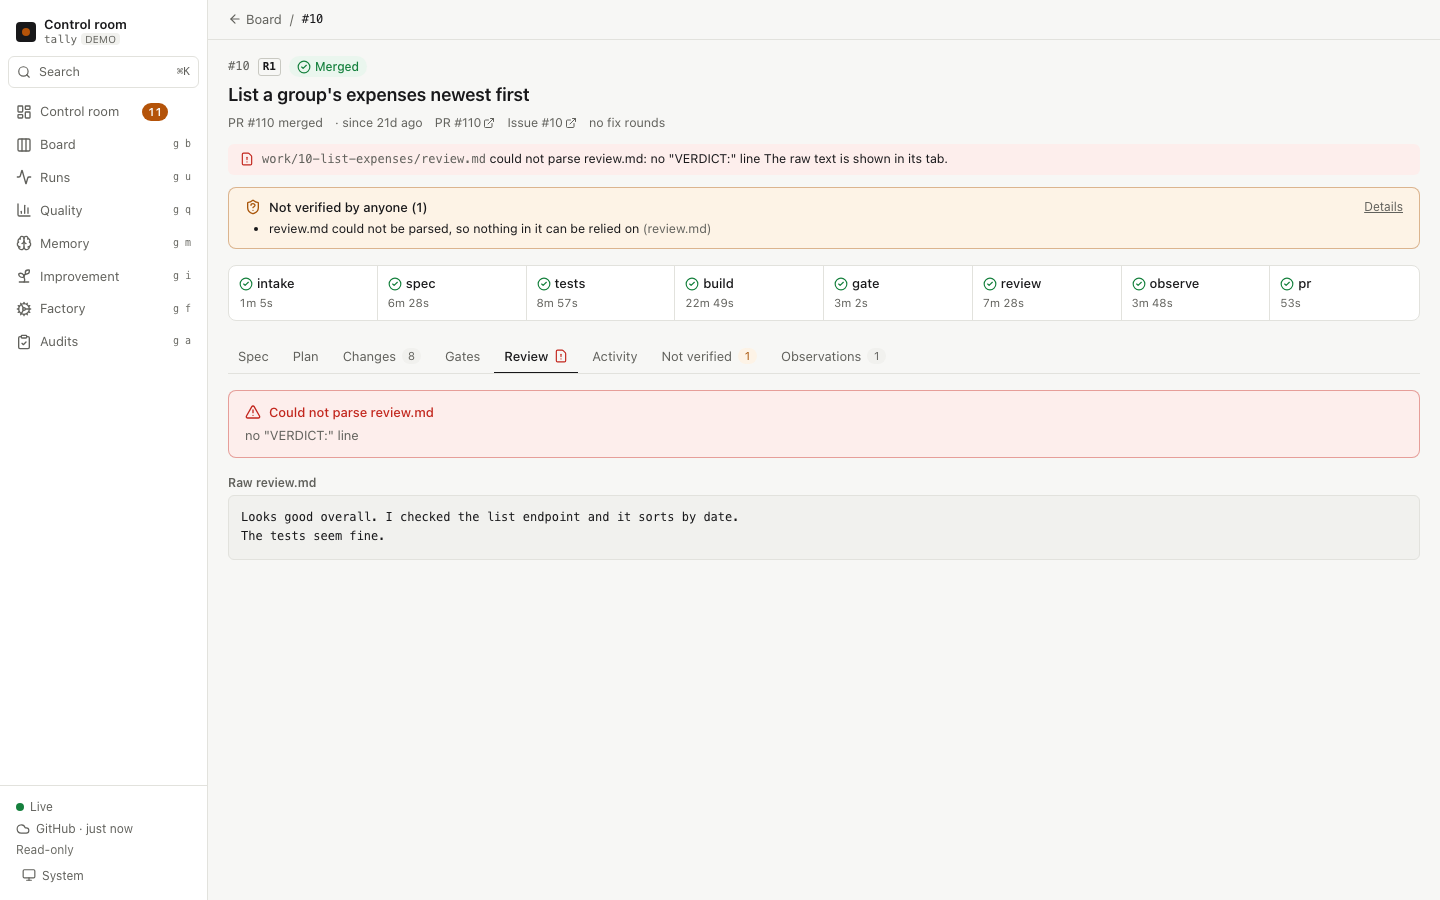 Control room
tally DEMO
Search ⌘K
Control room 11
Board g b
Runs g u
Quality g q
Memory g m
Improvement g i
Factory g f
Audits g a
Live
GitHub · just now
Read-only
System
Board / #10
#10 R1 Merged
List a group's expenses newest first
PR #110 merged · since 21d ago PR #110 Issue #10 no fix rounds
work/10-list-expenses/review.md could not parse review.md: no "VERDICT:" line The raw text is shown in its tab.
Not verified by anyone (1) Details
• review.md could not be parsed, so nothing in it can be relied on (review.md)
intake spec tests build gate review observe pr
1m 5s 6m 28s 8m 57s 22m 49s 3m 2s 7m 28s 3m 48s 53s
Spec Plan Changes 8 Gates Review Activity Not verified 1 Observations 1
Could not parse review.md
no "VERDICT:" line
Raw review.md
Looks good overall. I checked the list endpoint and it sorts by date.
The tests seem fine.